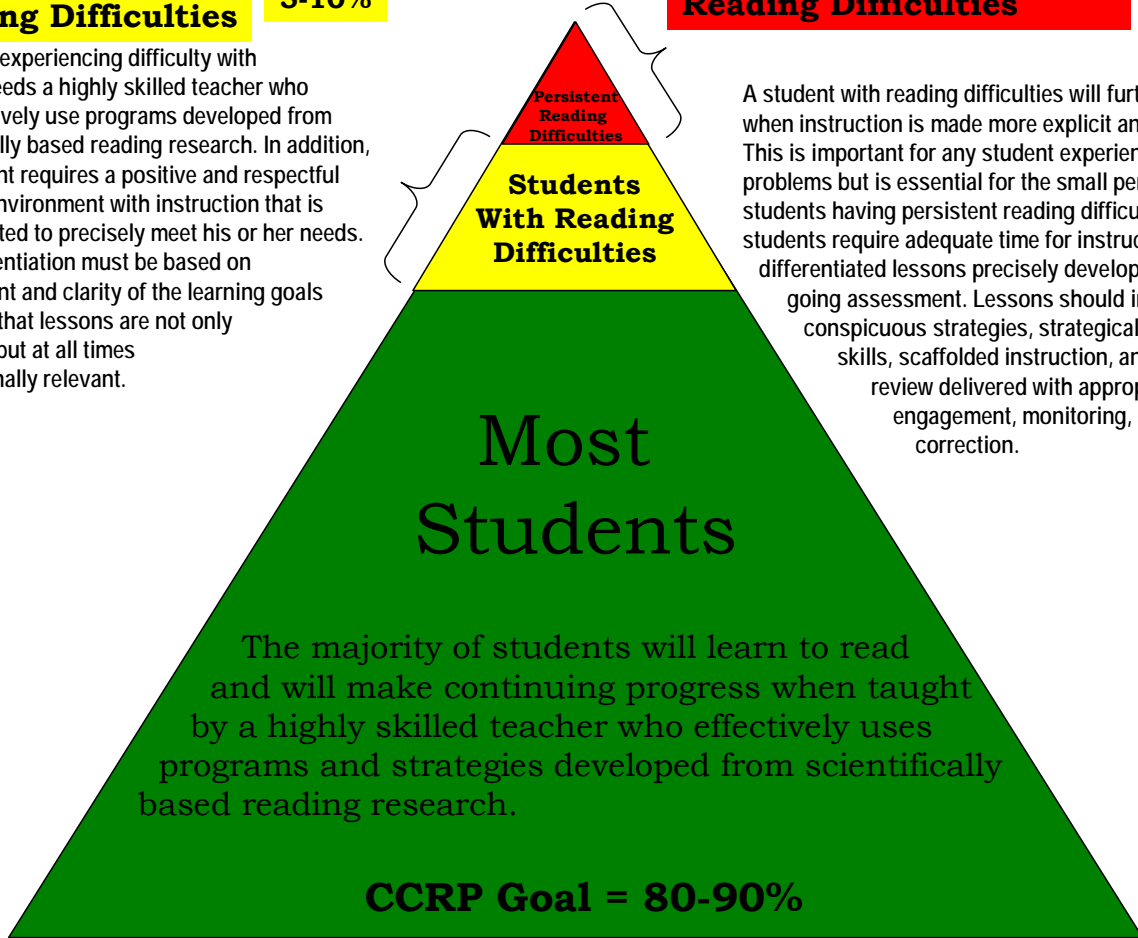 ng Difficulties
5-10%
experiencing difficulty with
eeds a highly skilled teacher who
ively use programs developed from
lly based reading research. In addition,
nt requires a positive and respectful
nvironment with instruction that is
ted to precisely meet his or her needs.
entiation must be based on
nt and clarity of the learning goals
that lessons are not only
but at all times
nally relevant.
Reading Difficulties
A student with reading difficulties will furt
when instruction is made more explicit an
This is important for any student experien
problems but is essential for the small per
students having persistent reading difficu
students require adequate time for instruc
differentiated lessons precisely develop
going assessment. Lessons should i
conspicuous strategies, strategical
skills, scaffolded instruction, an
review delivered with approp
engagement, monitoring,
correction.
Persistent
Reading
Difficulties
Students
With Reading
Difficulties
Most
Students
The majority of students will learn to read
and will make continuing progress when taught
by a highly skilled teacher who effectively uses
programs and strategies developed from scientifically
based reading research.
CCRP Goal = 80-90%